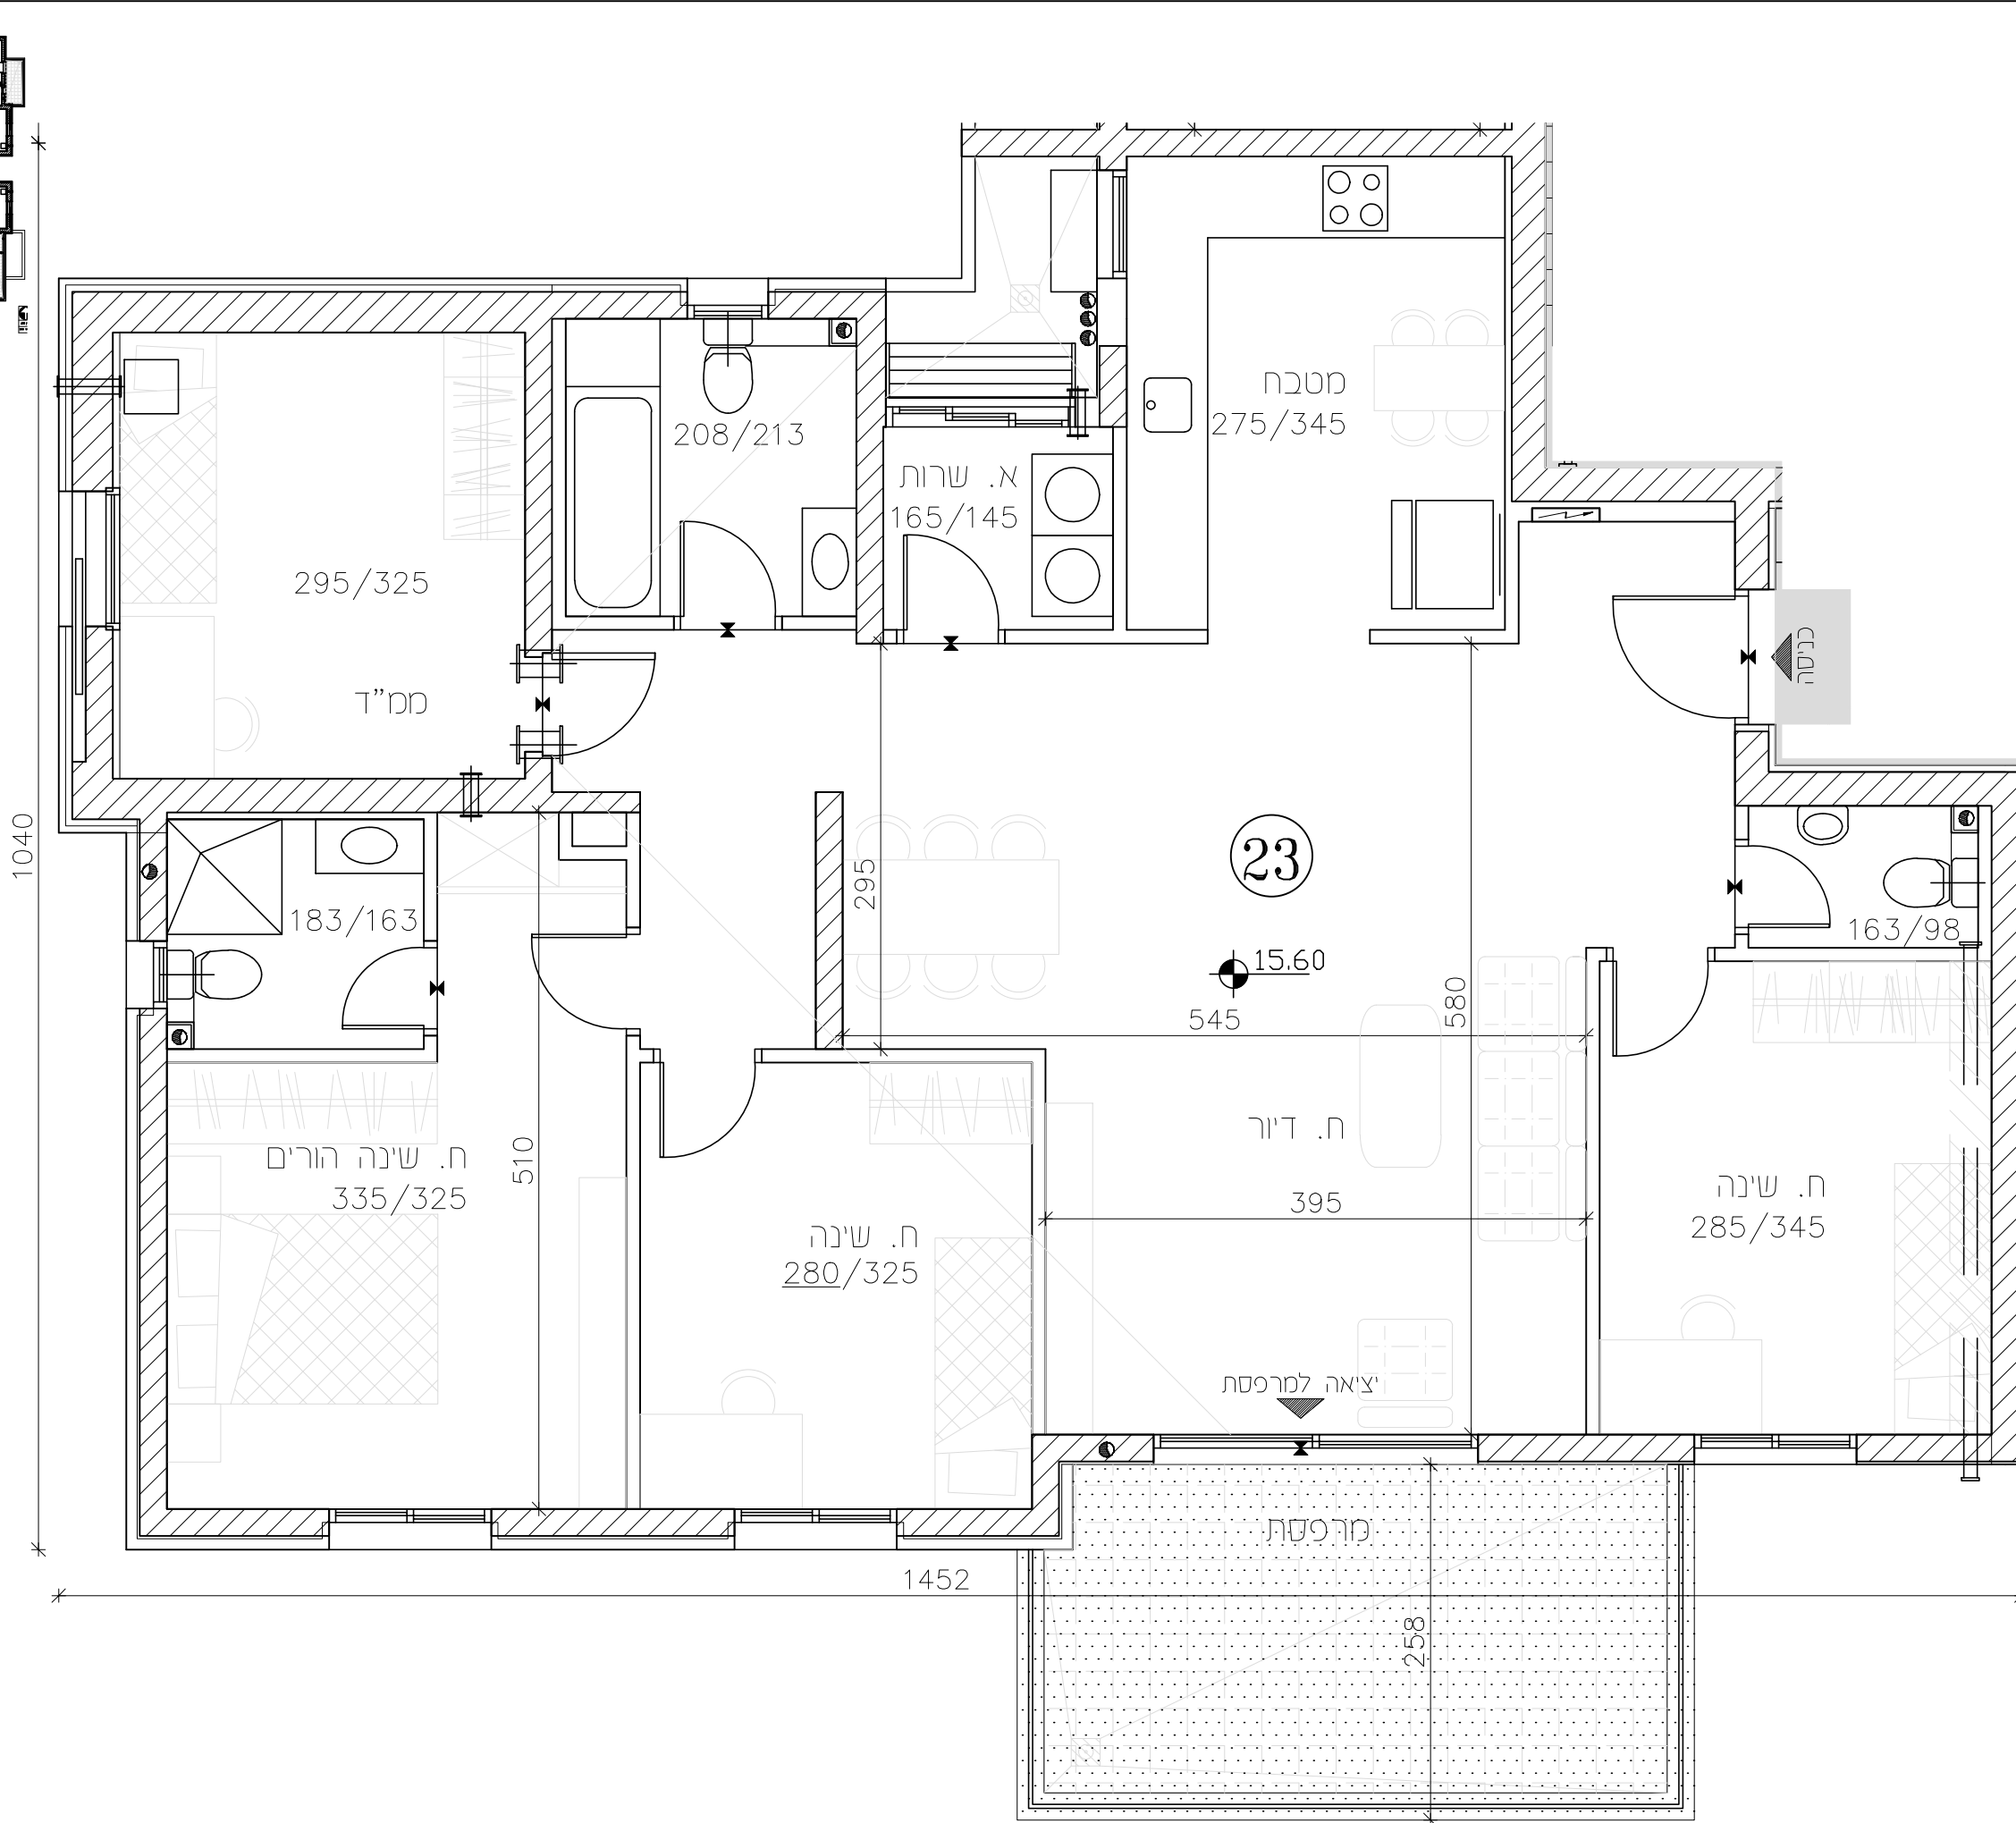 מטבח
275/345
208/213
א. שרות
165/145
295/325
ממ"ד
כניסה
1040
183/163
295
23
15.60
163/98
545
580
ח. דיור
395
ח. שינה הורים
335/325
510
ח. שינה
280/325
ח. שינה
285/345
יציאה למרפסת
מרפסת
1452
258